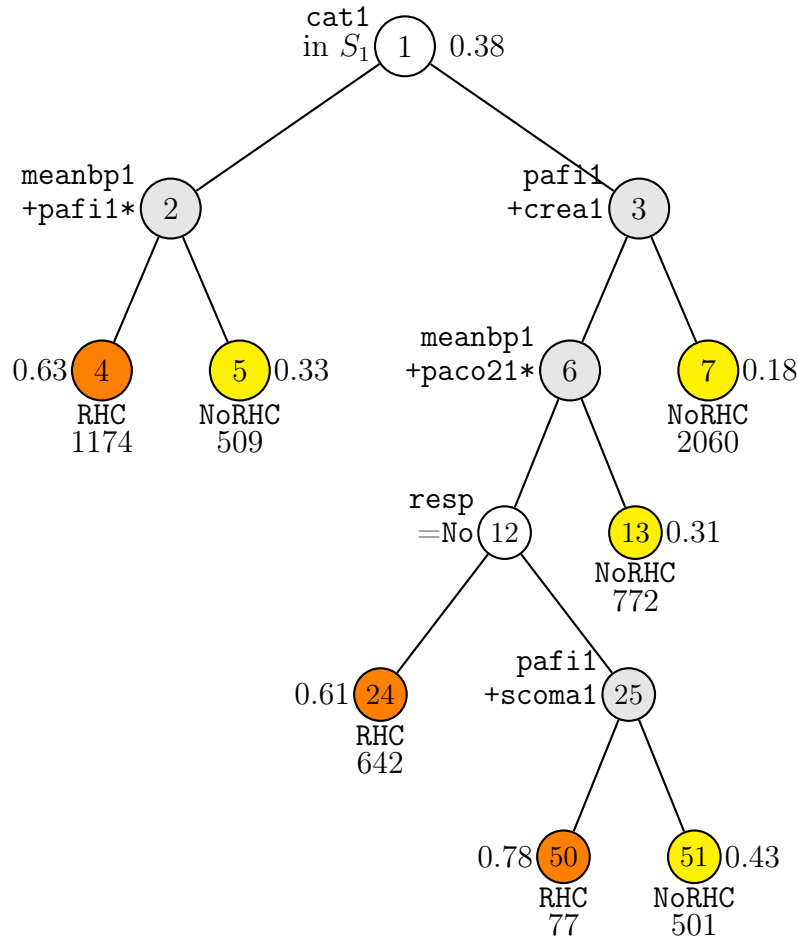 cat1
in S₁ 1 0.38
meanbp1
+pafi1* 2
pafi1
+crea1 3
0.63 4
RHC
1174
5 0.33
NoRHC
509
meanbp1
+paco21* 6
7 0.18
NoRHC
2060
resp
=No 12
13 0.31
NoRHC
772
0.61 24
RHC
642
pafi1
+scoma1 25
0.78 50
RHC
77
51 0.43
NoRHC
501